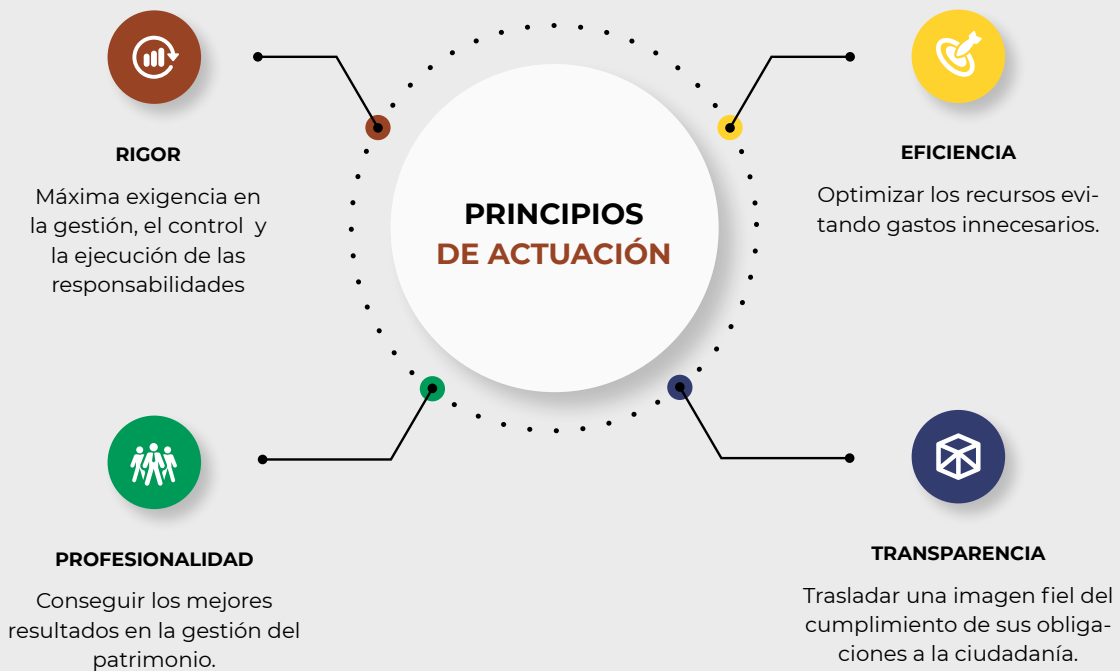 PRINCIPIOS
DE ACTUACIÓN
RIGOR
Máxima exigencia en
la gestión, el control y
la ejecución de las
responsabilidades
EFICIENCIA
Optimizar los recursos evi-
tando gastos innecesarios.
PROFESIONALIDAD
Conseguir los mejores
resultados en la gestión del
patrimonio.
TRANSPARENCIA
Trasladar una imagen fiel del
cumplimiento de sus obliga-
ciones a la ciudadanía.